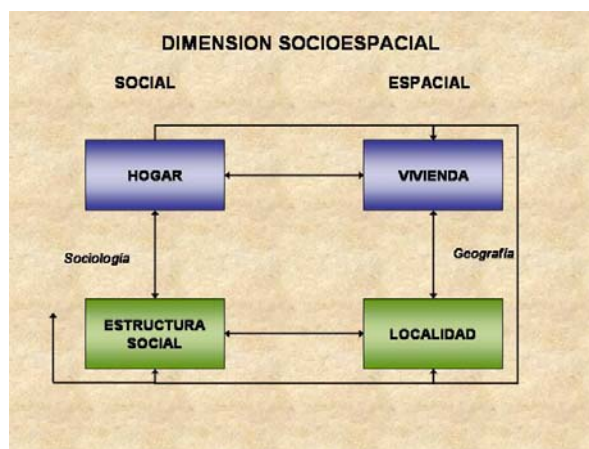 DIMENSION SOCIOESPACIAL
SOCIAL
ESPACIAL
HOGAR
VIVIENDA
Sociología
Geografía
ESTRUCTURA
SOCIAL
LOCALIDAD